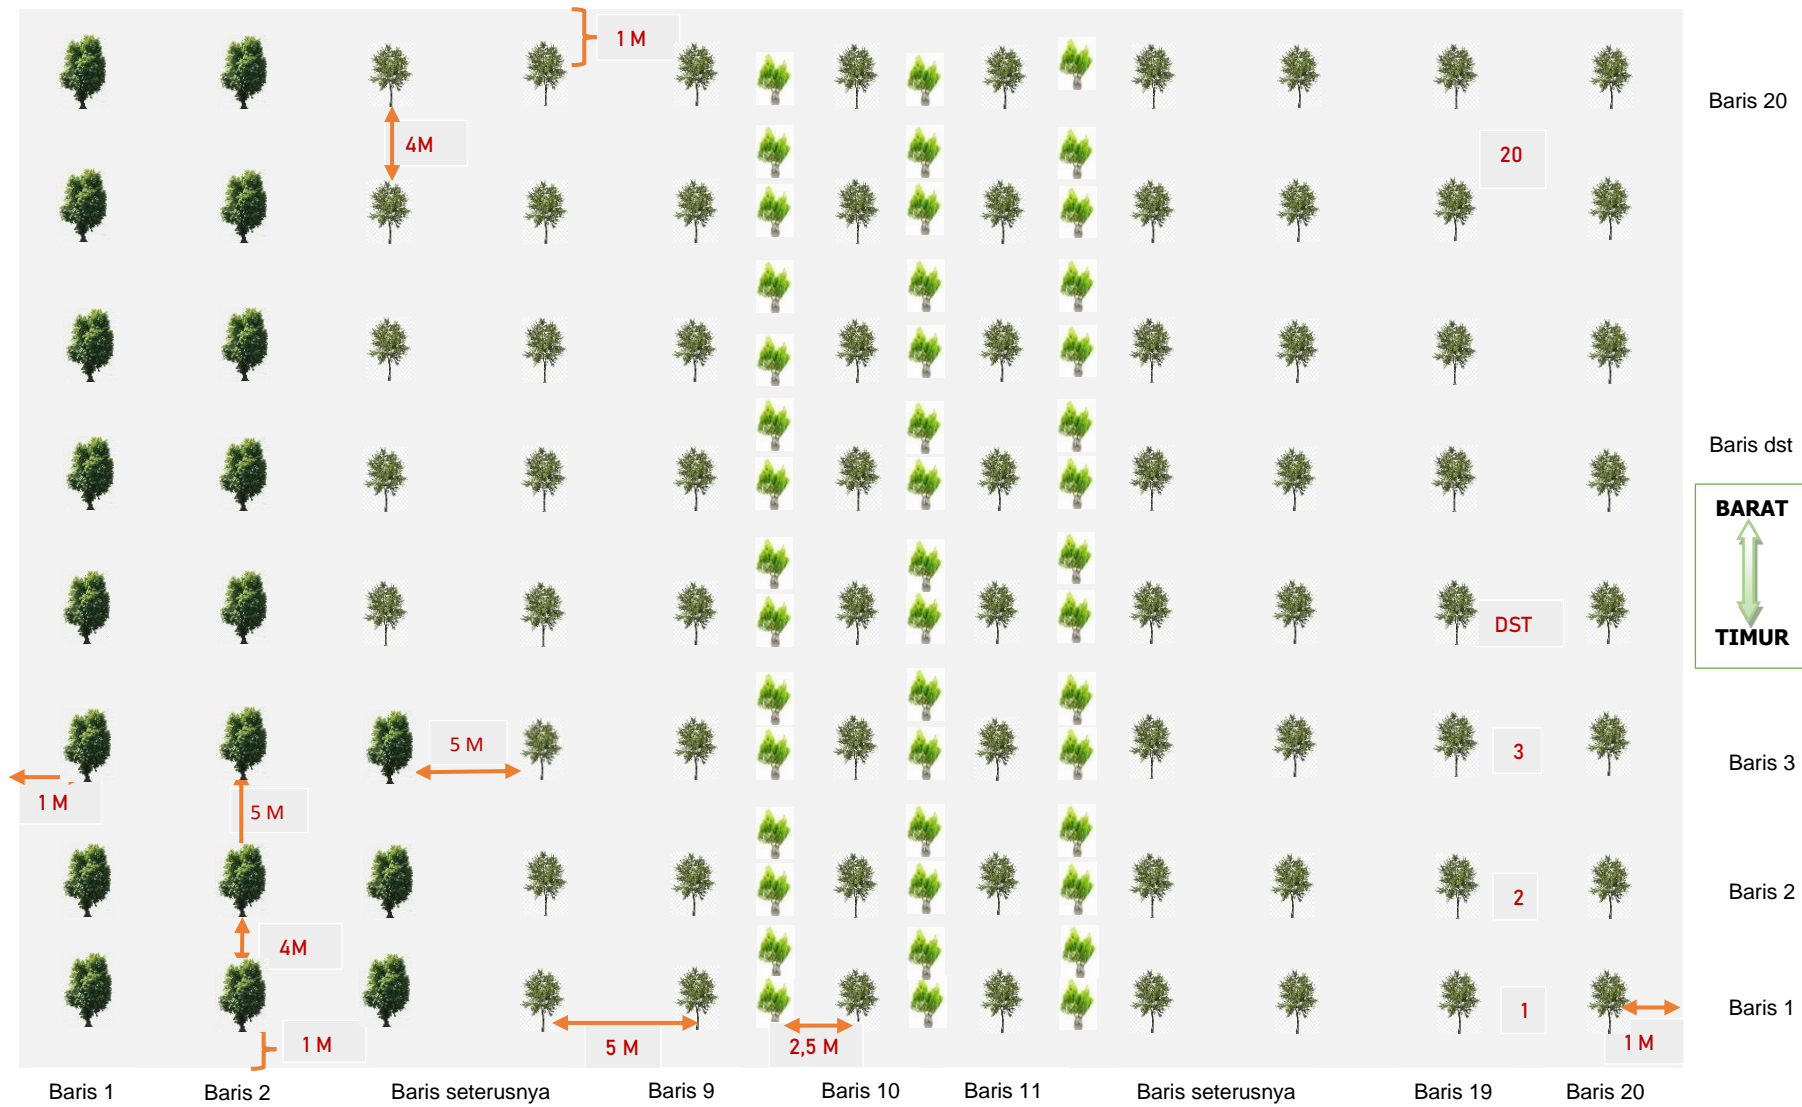 1 M
Baris 20
4M
20
Baris dst
BARAT
TIMUR
DST
5 M
3
Baris 3
1 M
5 M
2
Baris 2
4M
1
Baris 1
1 M
5 M
2,5 M
1 M
Baris 1
Baris 2
Baris seterusnya
Baris 9
Baris 10
Baris 11
Baris seterusnya
Baris 19
Baris 20